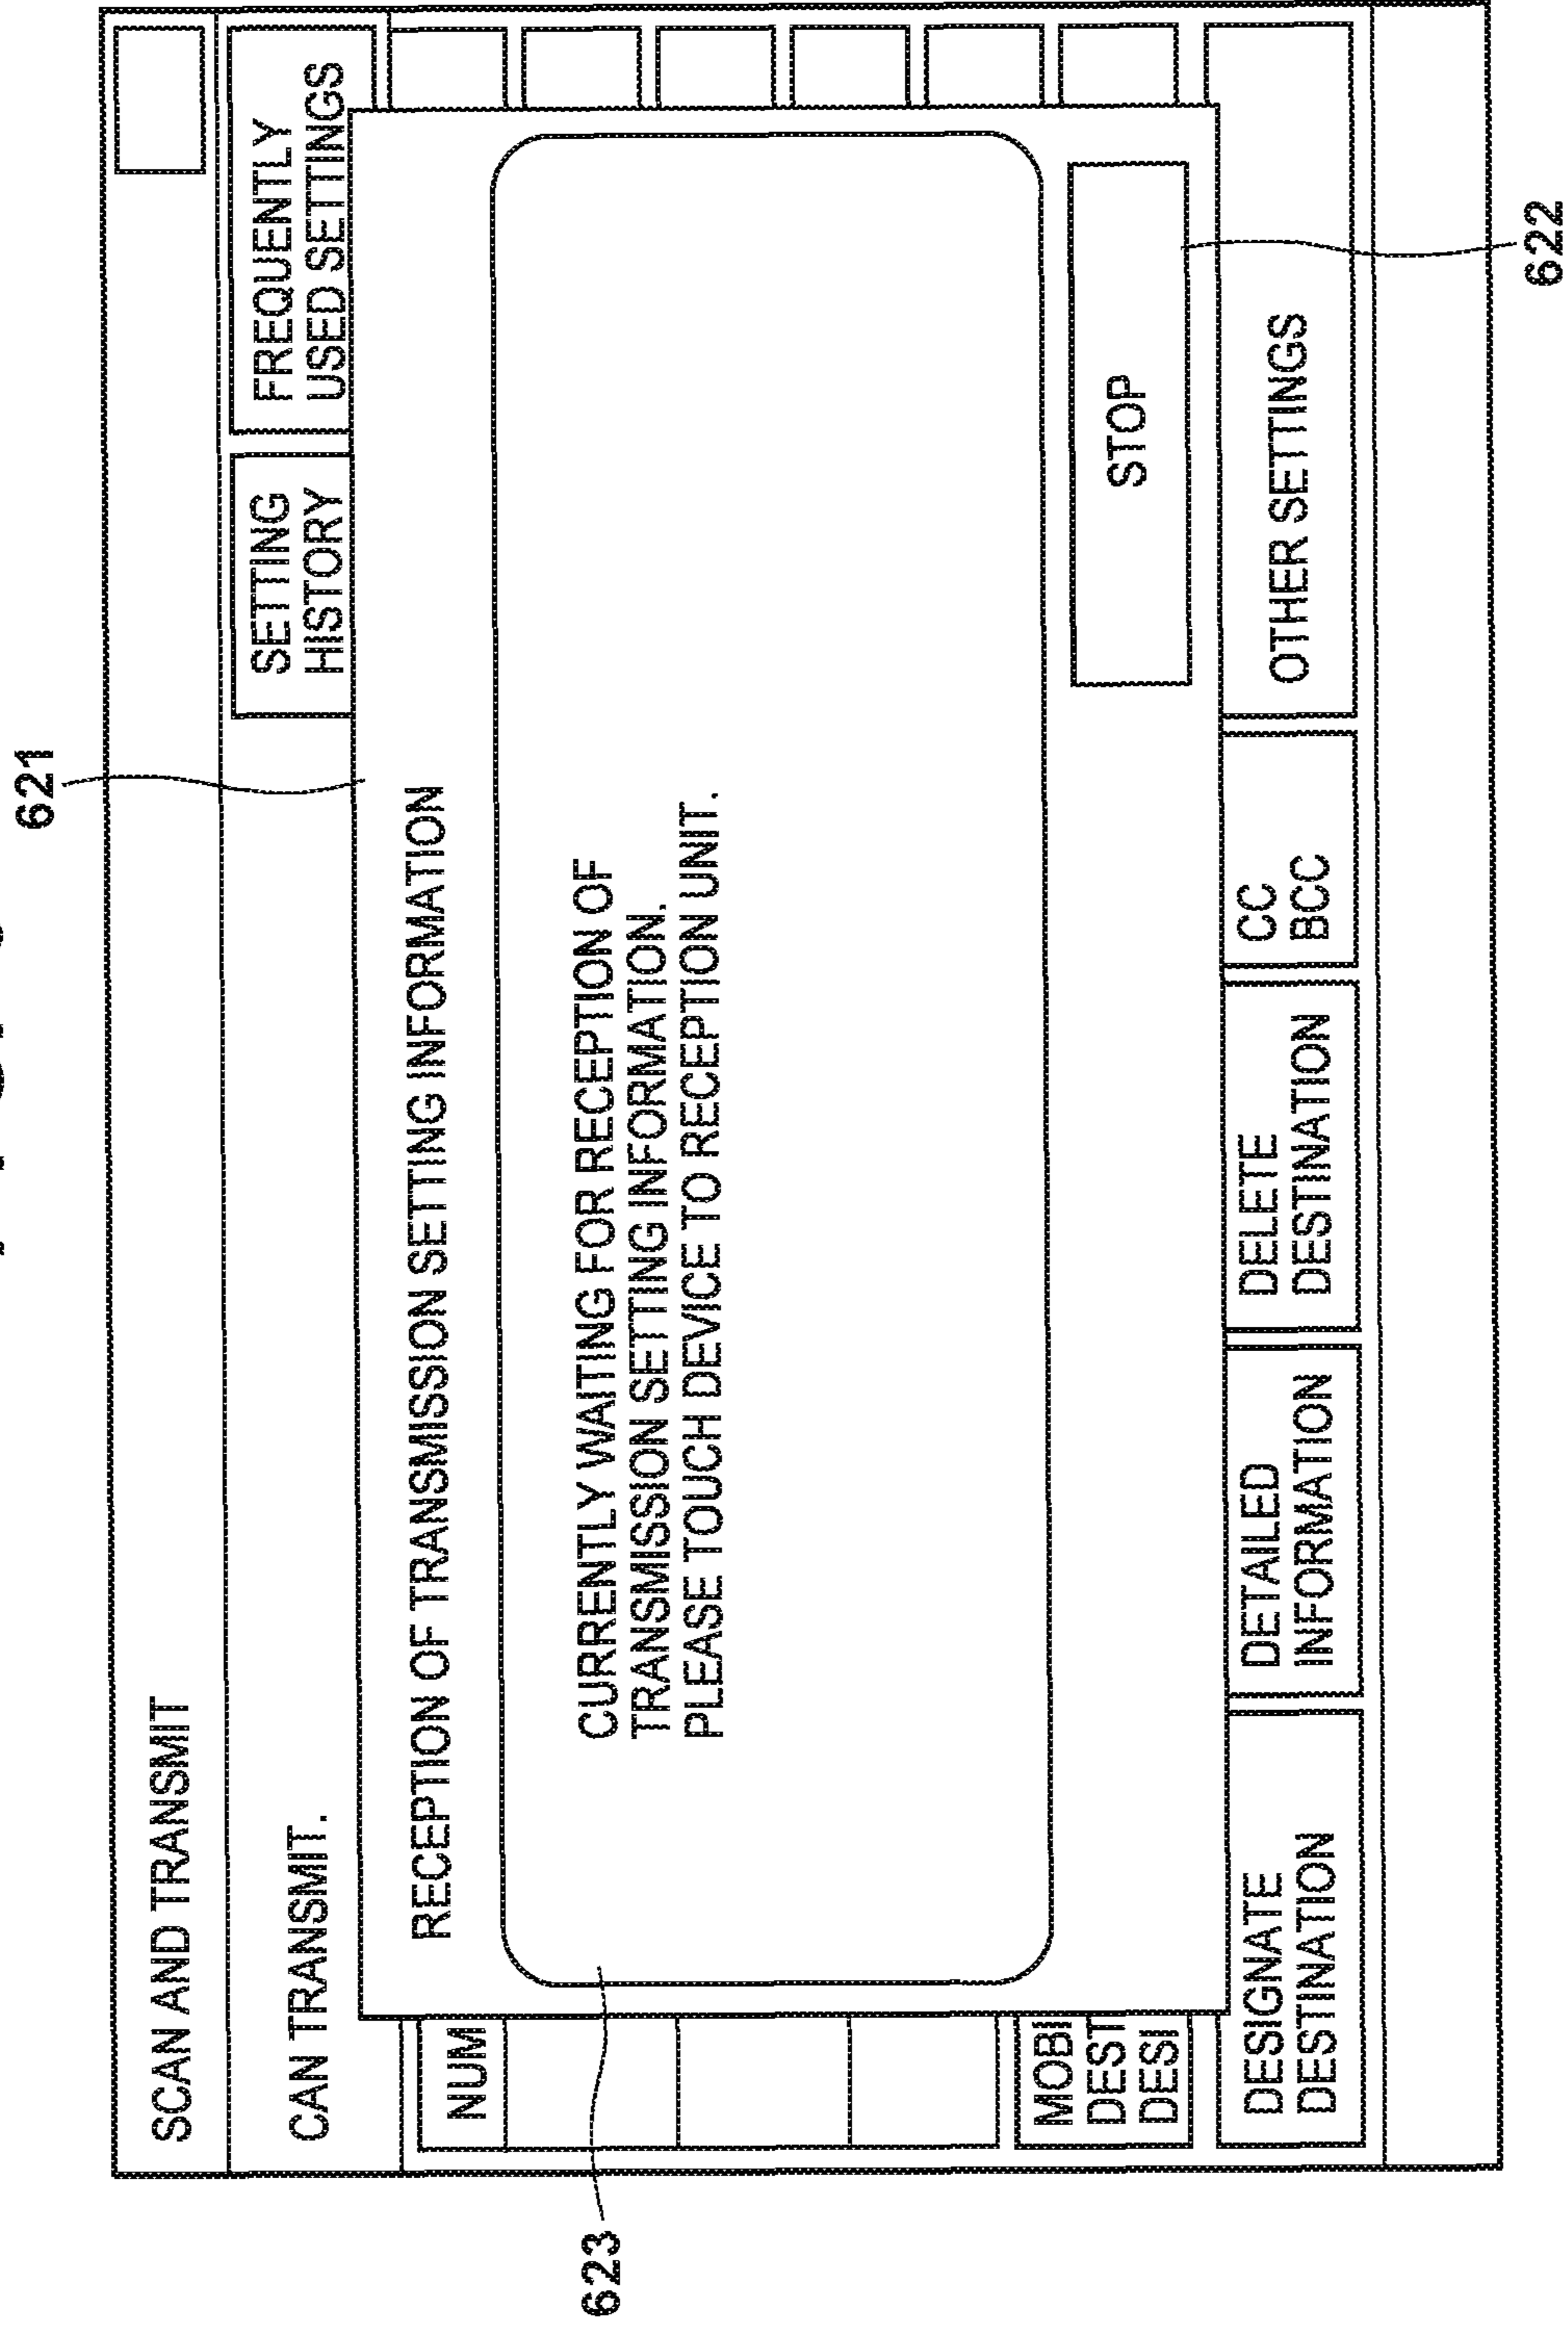 621
SCAN AND TRANSMIT
CAN TRANSMIT.
SETTING
HISTORY
FREQUENTLY
USED SETTINGS
RECEPTION OF TRANSMISSION SETTING INFORMATION
NUM
623
CURRENTLY WAITING FOR RECEPTION OF
TRANSMISSION SETTING INFORMATION.
PLEASE TOUCH DEVICE TO RECEPTION UNIT.
MOBI
DEST
DESI
STOP
DESIGNATE
DESTINATION
DETAILED
INFORMATION
DELETE
DESTINATION
CC
BCC
OTHER SETTINGS
622